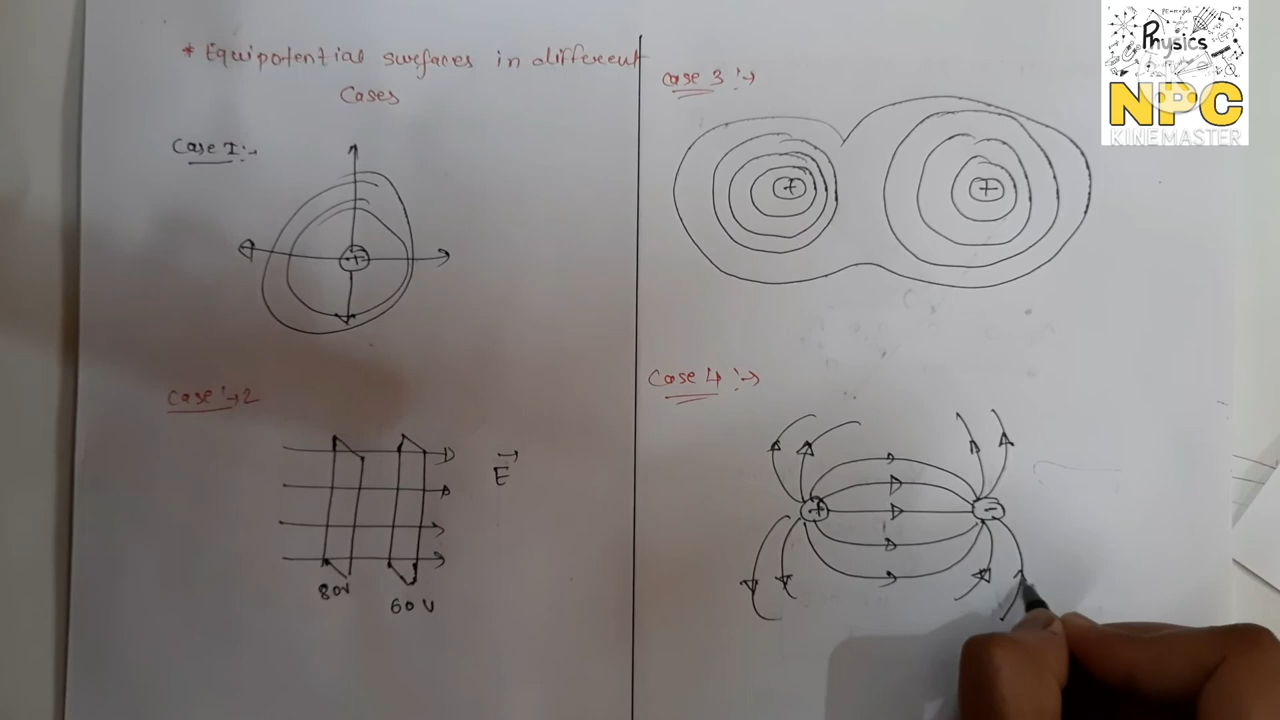 * Equipotential surfaces in different
Cases
Case I:→
+
Case:→2
E
80V
60V
Case 3:→
+ +
Case 4:→
+ -
Physics
NPC
KINEMASTER